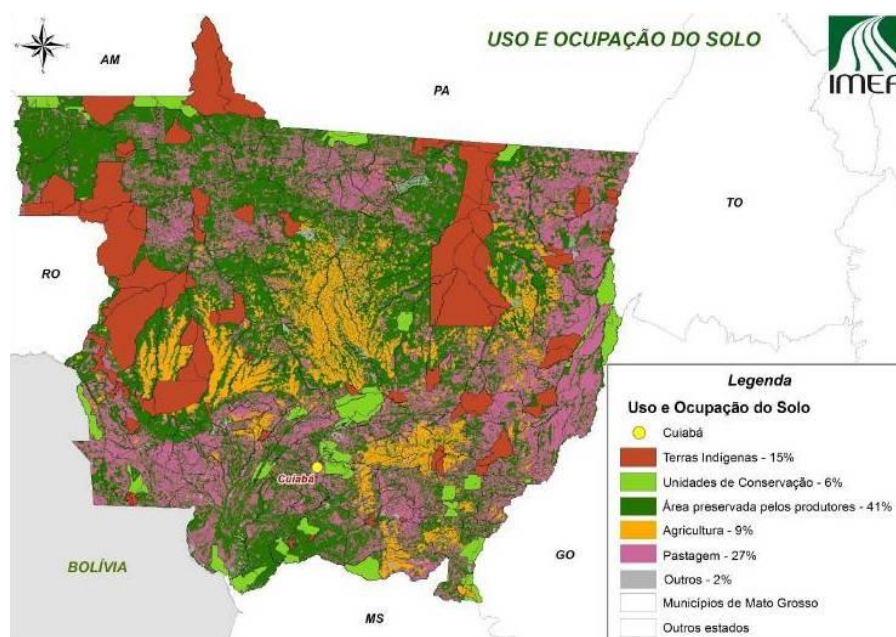 USO E OCUPAÇÃO DO SOLO
AM
PA
TO
RO
Cuiabá
BOLÍVIA
MS
GO
Legenda
Uso e Ocupação do Solo
Cuiabá
Terras Indígenas - 15%
Unidades de Conservação - 6%
Área preservada pelos produtores - 41%
Agricultura - 9%
Pastagem - 27%
Outros - 2%
Municípios de Mato Grosso
Outros estados